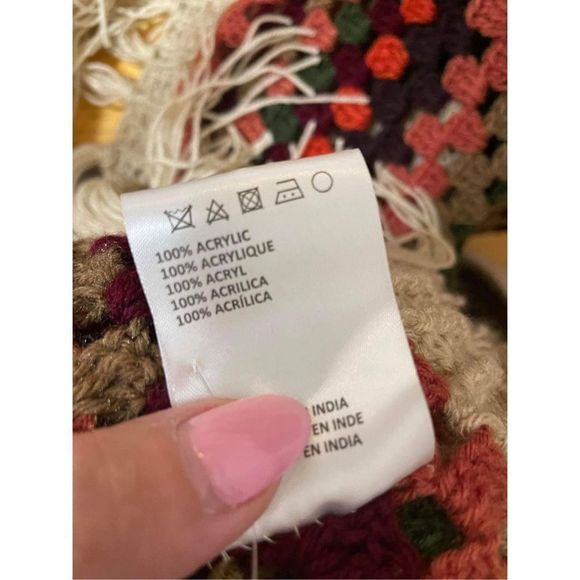 100% ACRYLIC
100% ACRYLIQUE
100% ACRYL
100% ACRILICA
100% ACRÍLICA
INDIA
EN INDE
EN INDIA